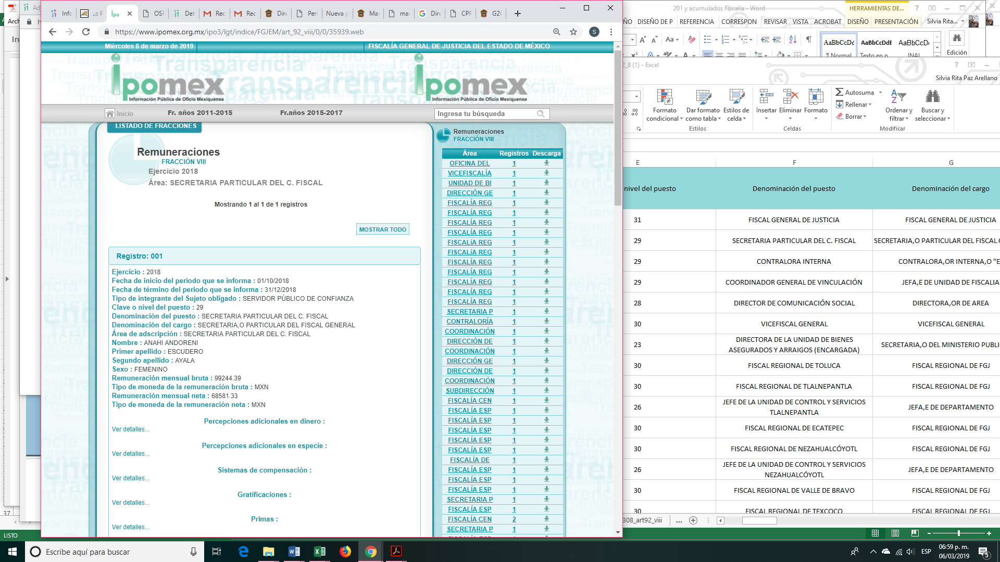 Infc
..:: F
ipo
OSI
Det
Rec
Rec
Dire
Peri
Nueva p
Mar
mar
Dire
CPR
G2(
https://www.ipomex.org.mx/ipo3/lgt/indice/FGJEM/art_92_viii/0/0/35939.web
S
Miércoles 6 de marzo de 2019
FISCALÍA GENERAL DE JUSTICIA DEL ESTADO DE MÉXICO
Transparencia
ipomex
Información Pública de Oficio Mexiquense
ipomex
Información Pública de Oficio Mexiquense
Inicio
Fr. años 2011-2015
Fr.años 2015-2017
Ingresa tu búsqueda
LISTADO DE FRACCIONES
Remuneraciones
FRACCIÓN VIII
Ejercicio 2018
Área: SECRETARIA PARTICULAR DEL C. FISCAL
Mostrando 1 al 1 de 1 registros
MOSTRAR TODO
Registro: 001
Ejercicio : 2018
Fecha de inicio del periodo que se informa : 01/10/2018
Fecha de término del periodo que se informa : 31/12/2018
Tipo de integrante del Sujeto obligado : SERVIDOR PÚBLICO DE CONFIANZA
Clave o nivel del puesto : 29
Denominación del puesto : SECRETARIA PARTICULAR DEL C. FISCAL
Denominación del cargo : SECRETARIA,O PARTICULAR DEL FISCAL GENERAL
Área de adscripción : SECRETARIA PARTICULAR DEL C. FISCAL
Nombre : ANAHI ANDORENI
Primer apellido : ESCUDERO
Segundo apellido : AYALA
Sexo : FEMENINO
Remuneración mensual bruta : 99244.39
Tipo de moneda de la remuneración bruta : MXN
Remuneración mensual neta : 68581.33
Tipo de moneda de la remuneración neta : MXN
Percepciones adicionales en dinero :
Ver detalles...
Percepciones adicionales en especie :
Ver detalles...
Sistemas de compensación :
Ver detalles...
Gratificaciones :
Ver detalles...
Primas :
Ver detalles...
Remuneraciones
FRACCIÓN VIII
Área Registros Descarga
OFICINA DEL 1
VICEFISCALÍA 1
UNIDAD DE BI 1
DIRECCIÓN GE 1
FISCALÍA REG 1
FISCALÍA REG 1
FISCALÍA REG 1
FISCALÍA REG 1
FISCALíA REG 1
FISCALíA REG 1
FISCALÍA REG 1
FISCALÍA REG 1
FISCALÍA REG 1
FISCALÍA REG 1
FISCALÍA REG 1
SECRETARIA P 1
CONTRALORÍA 1
COORDINACIÓN 1
DIRECCIÓN DE 1
COORDINACIÓN 1
DIRECCIÓN GE 1
DIRECCIÓN DE 1
COORDINACIÓN 1
SUBDIRECCIÓN 1
FISCALÍA CEN 1
FISCALÍA ESP 1
FISCALÍA ESP 1
FISCALÍA ESP 1
FISCALÍA ESP 1
FISCALÍA ESP 1
FISCALÍA DE 1
FISCALÍA ESP 1
FISCALÍA ESP 1
FISCALÍA ESP 1
SECRETARIA P 1
FISCALÍA ESP 1
FISCALÍA CEN 2
SECRETARIA P 1
201 y acumulados Fiscalia - Word
HERRAMIENTAS DE...
ÑO DISEÑO DE P REFERENCIA CORRESPON REVISAR VISTA ACROBAT DISEÑO PRESENTACIÓN Silvia Rita...
AaBbCcDc AaBbCcDdE AaBbCcDa
¶ Normal Texto en n INAI
Edición
2_8 (1) - Excel
Silvia Rita Paz Arellano
Formato condicional
Dar formato como tabla
Estilos de celda
Estilos
Insertar Eliminar Formato
Celdas
Autosuma
Rellenar
Borrar
Ordenar y filtrar
Buscar y seleccionar
Modificar
E F G
nivel del puesto Denominación del puesto Denominación del cargo
31 FISCAL GENERAL DE JUSTICIA FISCAL GENERAL DE JUSTICIA
29 SECRETARIA PARTICULAR DEL C. FISCAL SECRETARIA,O PARTICULAR DEL FISCAL
29 CONTRALORA INTERNA CONTRALORA,OR INTERNA,O "E
29 COORDINADOR GENERAL DE VINCULACIÓN JEFA,E DE UNIDAD DE FISCALIA
28 DIRECTOR DE COMUNICACIÓN SOCIAL DIRECTORA,OR DE AREA
30 VICEFISCAL GENERAL VICEFISCAL GENERAL
23 DIRECTORA DE LA UNIDAD DE BIENES ASEGURADOS Y ARRAIGOS (ENCARGADA) SECRETARIA,O DEL MINISTERIO PUBLI
30 FISCAL REGIONAL DE TOLUCA FISCAL REGIONAL DE FGJ
30 FISCAL REGIONAL DE TLALNEPANTLA FISCAL REGIONAL DE FGJ
26 JEFE DE LA UNIDAD DE CONTROL Y SERVICIOS TLALNEPANTLA JEFA,E DE DEPARTAMENTO
30 FISCAL REGIONAL DE ECATEPEC FISCAL REGIONAL DE FGJ
30 FISCAL REGIONAL DE NEZAHUALCÓYOTL FISCAL REGIONAL DE FGJ
26 JEFE DE LA UNIDAD DE CONTROL Y SERVICIOS NEZAHUALCÓYOTL JEFA,E DE DEPARTAMENTO
30 FISCAL REGIONAL DE VALLE DE BRAVO FISCAL REGIONAL DE FGJ
30 FISCAL REGIONAL DE TEXCOCO FISCAL REGIONAL DE FGJ
308_art92_viii ...
37
LISTO
Escribe aquí para buscar
ESP
06:59 p. m.
06/03/2019
5